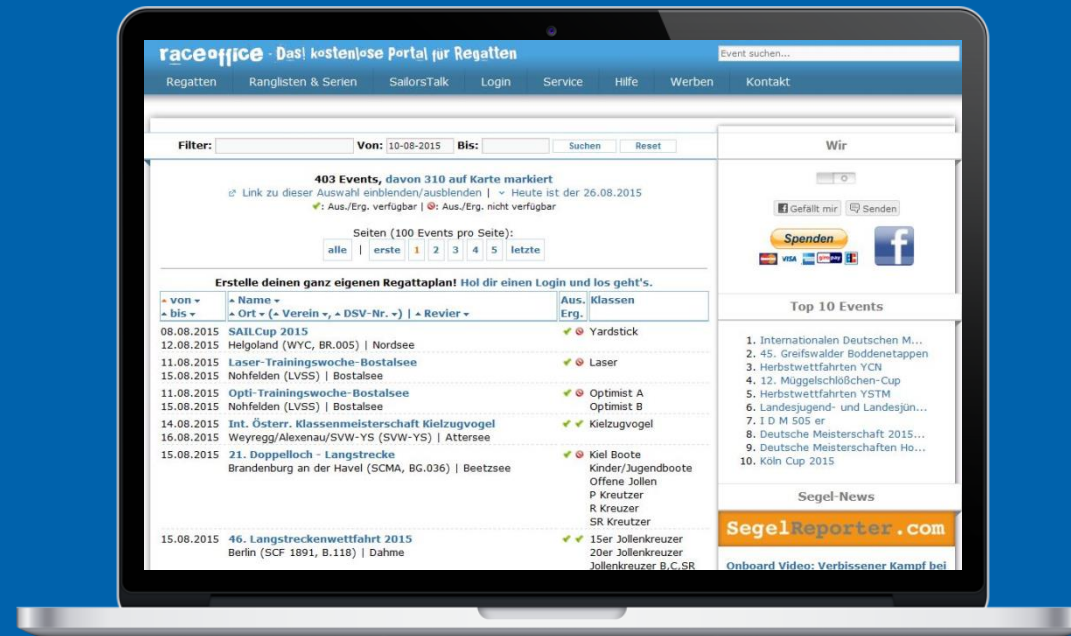 raceoffice - Das! kostenlose Portal für Regatten
Event suchen...
Regatten Ranglisten & Serien SailorsTalk Login Service Hilfe Werben Kontakt
Filter: Von: 10-08-2015 Bis: Suchen Reset
403 Events, davon 310 auf Karte markiert
Link zu dieser Auswahl einblenden/ausblenden | Heute ist der 26.08.2015
: Aus./Erg. verfügbar | : Aus./Erg. nicht verfügbar
Seiten (100 Events pro Seite):
alle | erste 1 2 3 4 5 letzte
Erstelle deinen ganz eigenen Regattaplan! Hol dir einen Login und los geht's.
von Name Aus. Klassen
bis Ort ( Verein , DSV-Nr. ) | Revier Erg.
08.08.2015 SAILCup 2015 Yardstick
12.08.2015 Helgoland (WYC, BR.005) | Nordsee
11.08.2015 Laser-Trainingswoche-Bostalsee Laser
15.08.2015 Nohfelden (LVSS) | Bostalsee
11.08.2015 Opti-Trainingswoche-Bostalsee Optimist A
15.08.2015 Nohfelden (LVSS) | Bostalsee Optimist B
14.08.2015 Int. Österr. Klassenmeisterschaft Kielzugvogel Kielzugvogel
16.08.2015 Weyregg/Alexenau/SVW-YS (SVW-YS) | Attersee
15.08.2015 21. Doppelloch - Langstrecke Kiel Boote
Brandenburg an der Havel (SCMA, BG.036) | Beetzsee Kinder/Jugendboote
Offene Jollen
P Kreutzer
R Kreuzer
SR Kreutzer
15.08.2015 46. Langstreckenwettfahrt 2015 15er Jollenkreuzer
Berlin (SCF 1891, B.118) | Dahme 20er Jollenkreuzer
Jollenkreuzer B,C,SR
Wir
Gefällt mir Senden
Spenden
VISA giropay
f
Top 10 Events
1. Internationalen Deutschen M...
2. 45. Greifswalder Boddenetappen
3. Herbstwettfahrten YCN
4. 12. Müggelschlößchen-Cup
5. Herbstwettfahrten YSTM
6. Landesjugend- und Landesjün...
7. I D M 505 er
8. Deutsche Meisterschaft 2015...
9. Deutsche Meisterschaften Ho...
10. Köln Cup 2015
Segel-News
SegelReporter.com
Onboard Video: Verbissener Kampf bei